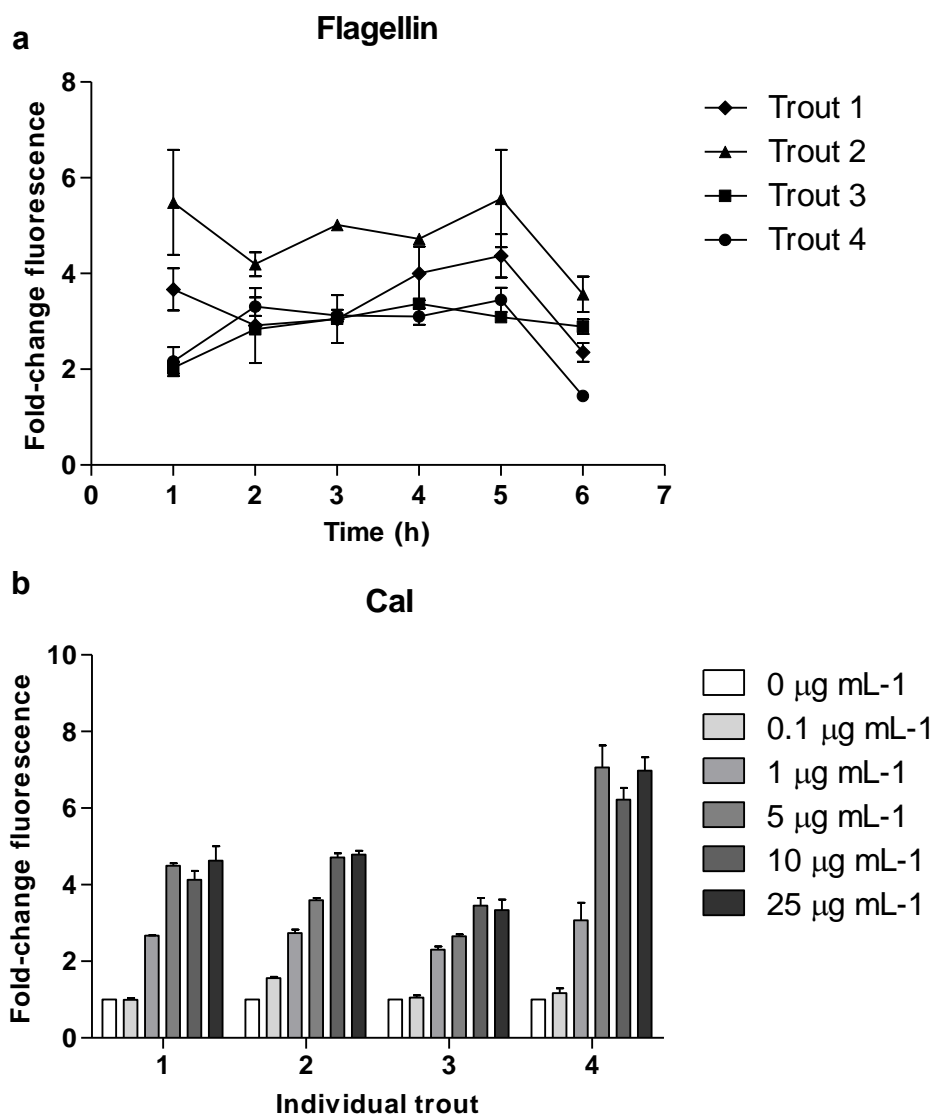 a
Flagellin
Fold-change fluorescence
8
6
4
2
0
0 1 2 3 4 5 6 7
Time (h)
Trout 1
Trout 2
Trout 3
Trout 4
b
CaI
Fold-change fluorescence
10
8
6
4
2
0
1 2 3 4
Individual trout
0 μg mL-1
0.1 μg mL-1
1 μg mL-1
5 μg mL-1
10 μg mL-1
25 μg mL-1